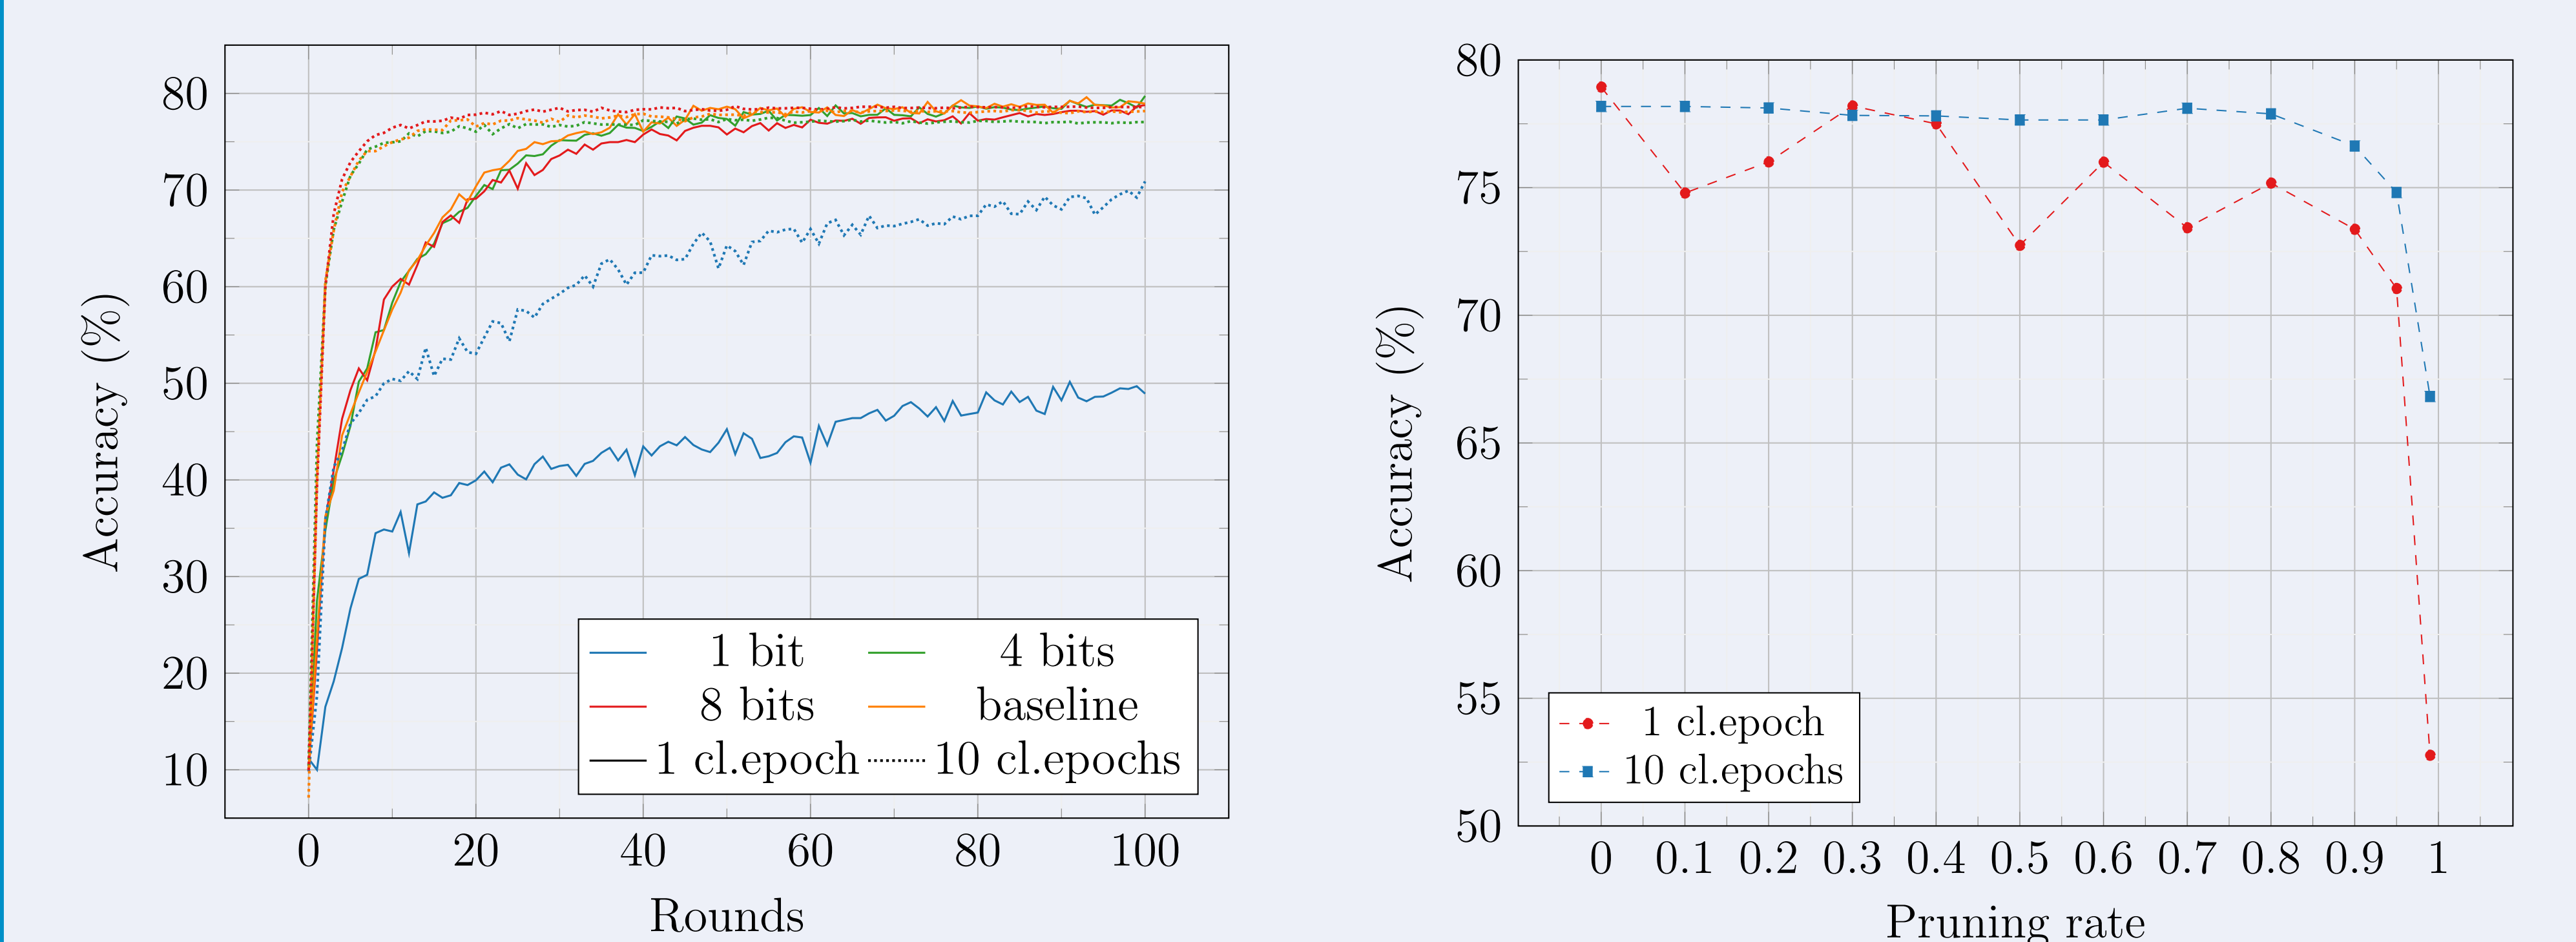 80
70
60
50
40
30
20
10
Accuracy (%)
1 bit 4 bits
8 bits baseline
1 cl.epoch 10 cl.epochs
0 20 40 60 80 100
Rounds
80
75
70
65
60
55
50
Accuracy (%)
1 cl.epoch
10 cl.epochs
0 0.1 0.2 0.3 0.4 0.5 0.6 0.7 0.8 0.9 1
Pruning rate